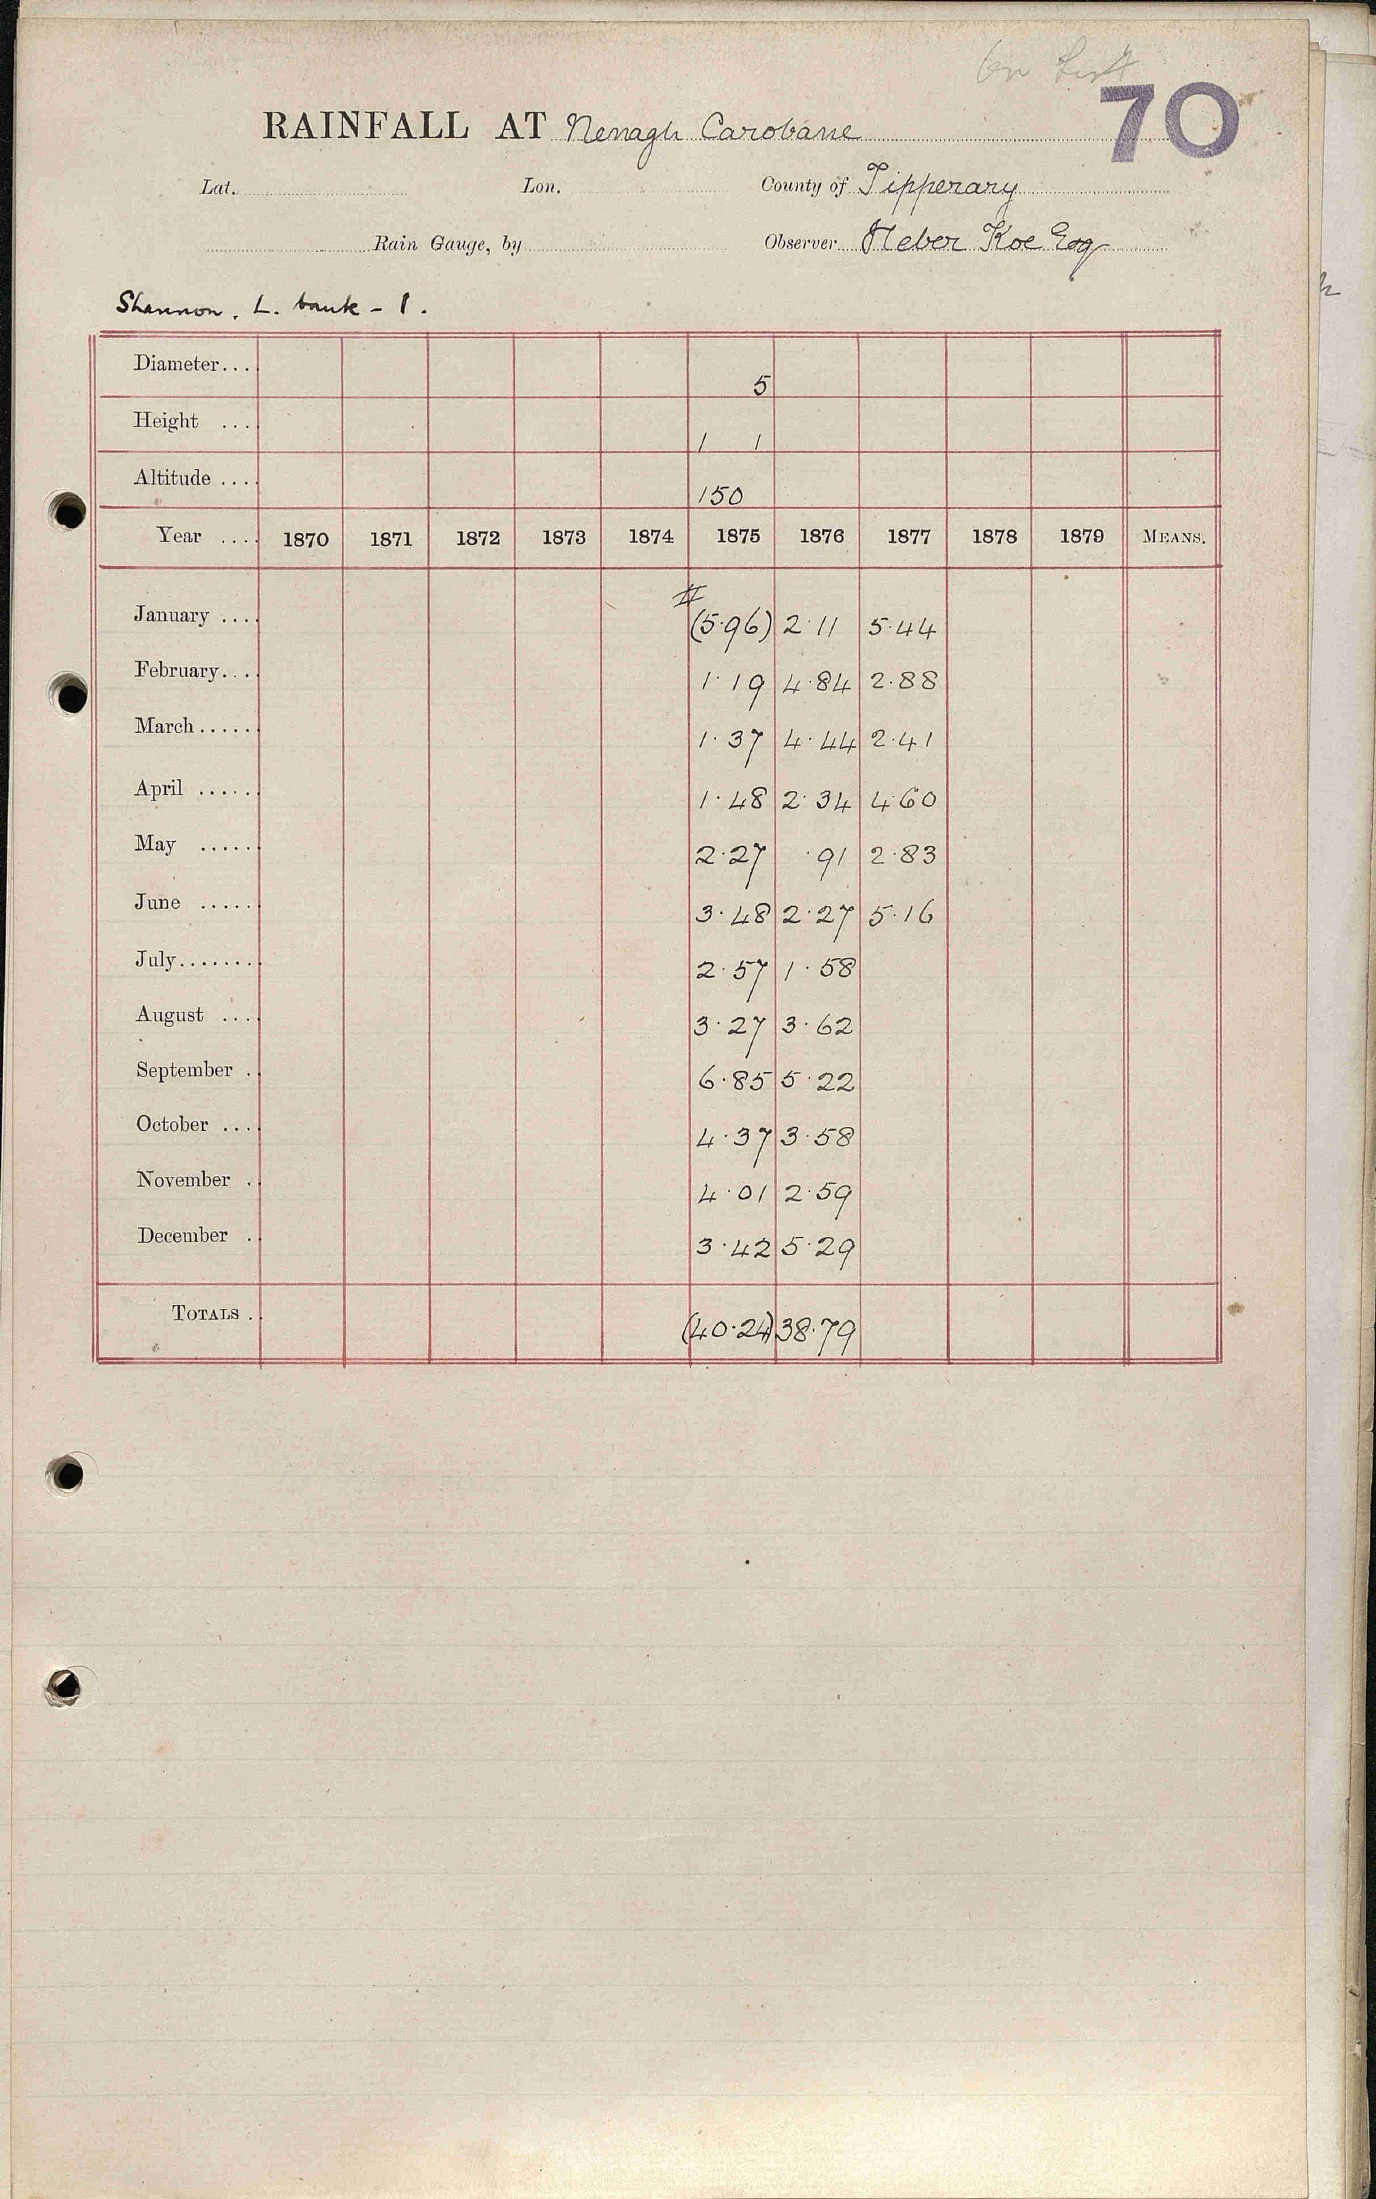 On list
70
RAINFALL AT Nenagh Carobane
Lat. Lon. County of Tipperary
Rain Gauge, by Observer Heber Koe Esq
Shannon. L. bank - 1.
Diameter.... 5
Height .... 1 1
Altitude .... 150
Year .... 1870 1871 1872 1873 1874 1875 1876 1877 1878 1879 MEANS.
#
January .... (5.96) 2.11 5.44
February.... 1.19 4.84 2.88
March...... 1.37 4.44 2.41
April ...... 1.48 2.34 4.60
May ...... 2.27 .91 2.83
June ...... 3.48 2.27 5.16
July........ 2.57 1.58
August .... 3.27 3.62
September .. 6.85 5.22
October .... 4.37 3.58
November .. 4.01 2.59
December .. 3.42 5.29
TOTALS .. (40.24) 38.79